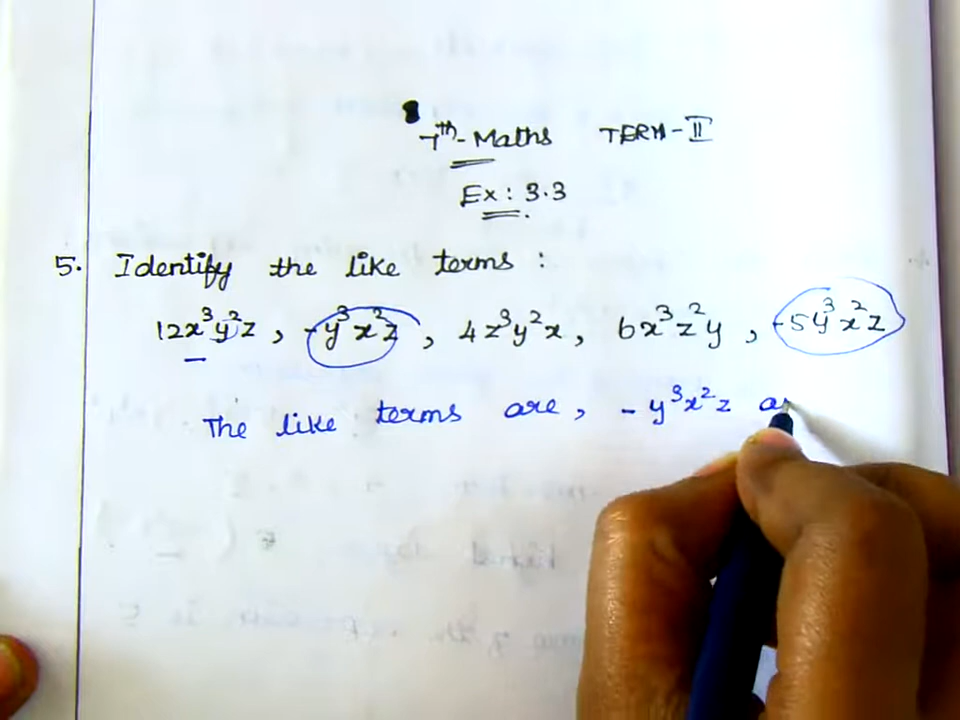 7th - Maths TERM - II
Ex : 3.3
5. Identify the like terms :
12x³y²z , -y³x²z , 4z³y²x , 6x³z²y , -5y³x²z
The like terms are, - y³x²z